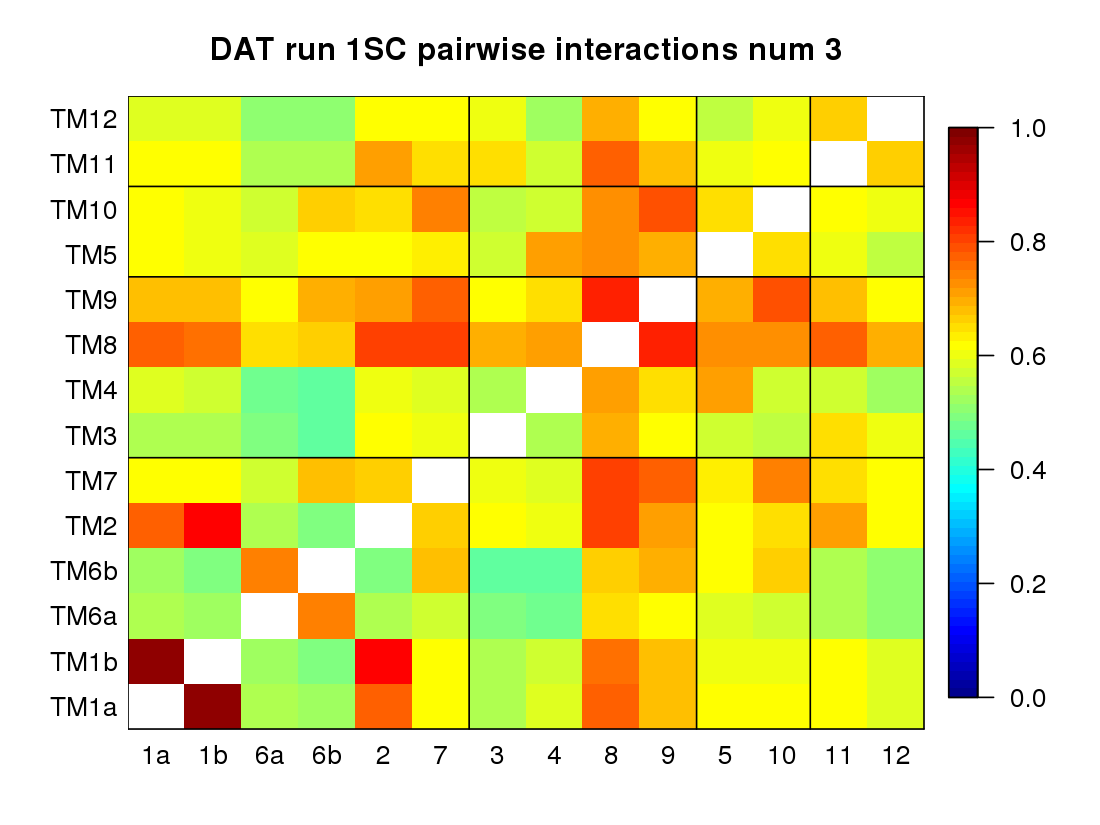 DAT run 1SC pairwise interactions num 3
TM12
TM11
TM10
TM5
TM9
TM8
TM4
TM3
TM7
TM2
TM6b
TM6a
TM1b
TM1a
1a 1b 6a 6b 2 7 3 4 8 9 5 10 11 12
1.0
0.8
0.6
0.4
0.2
0.0